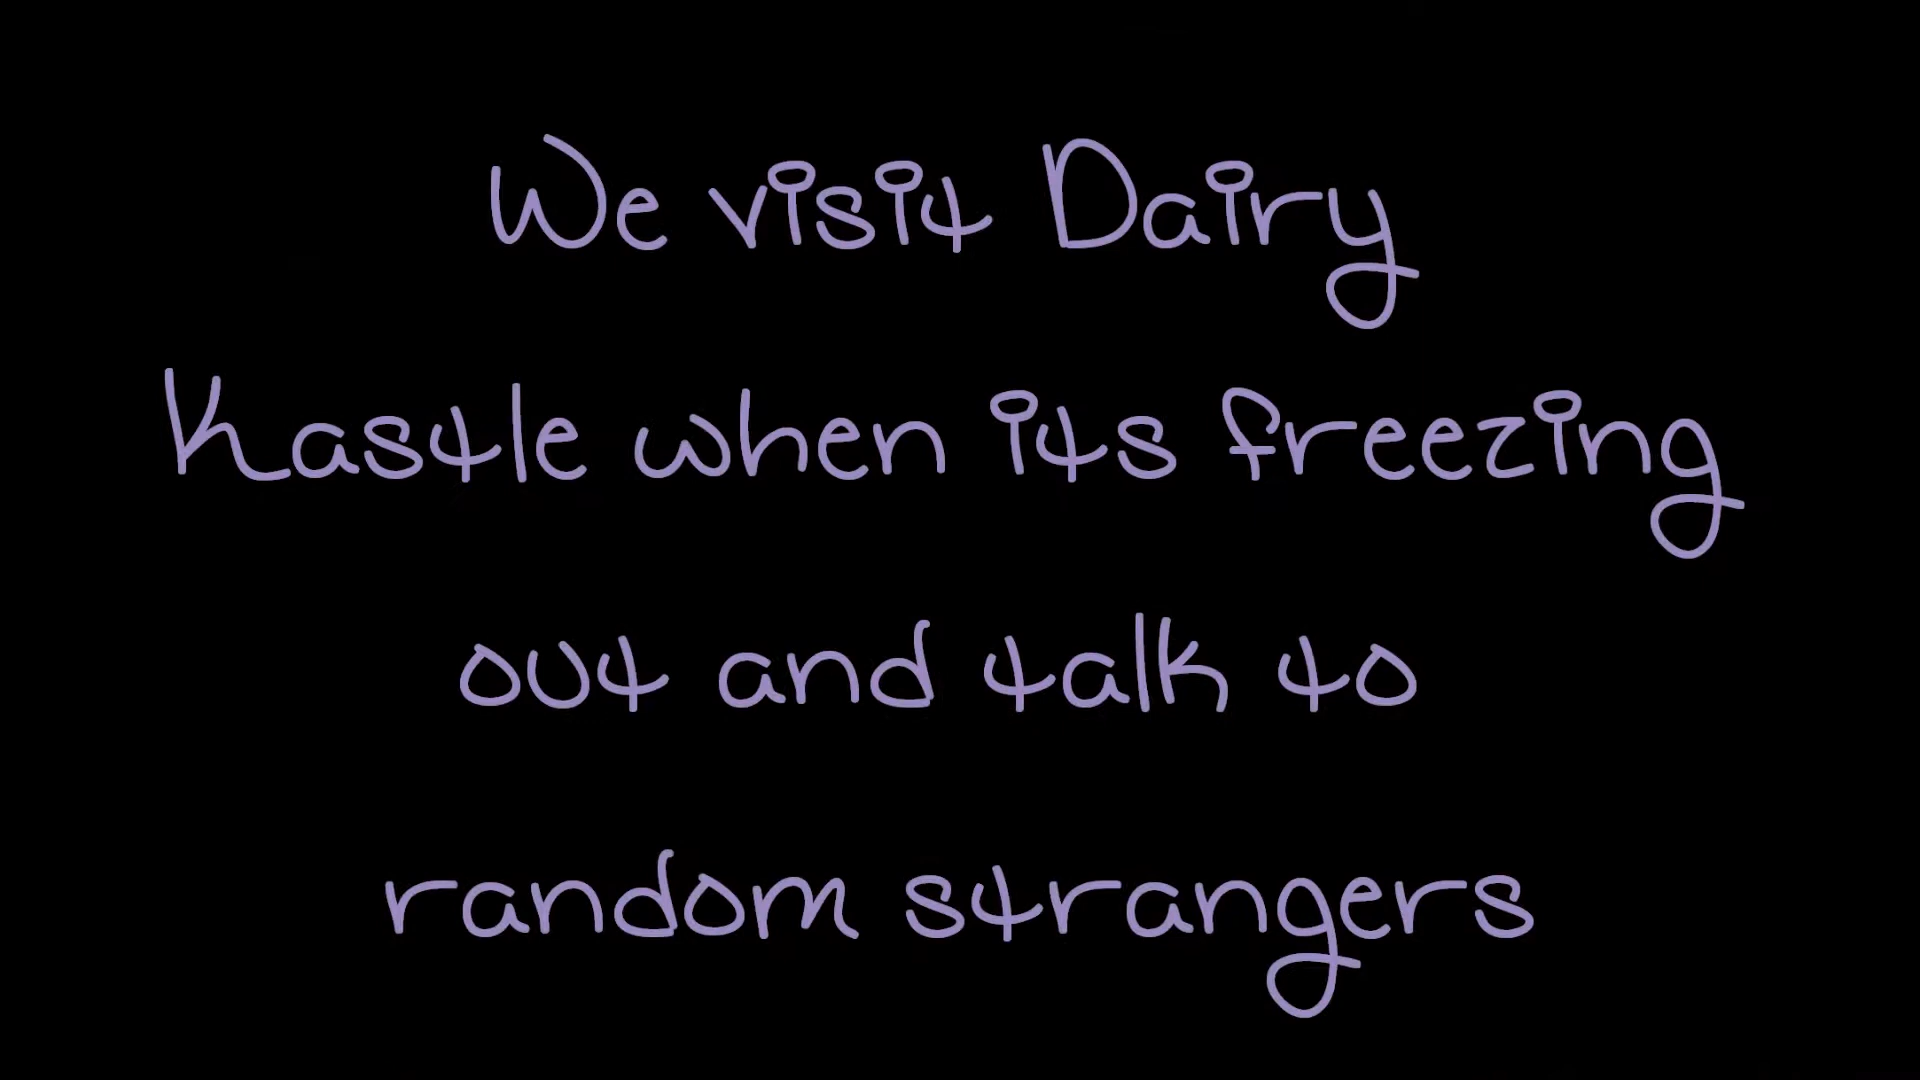 We visit Dairy
Kastle when its freezing
out and talk to
random strangers